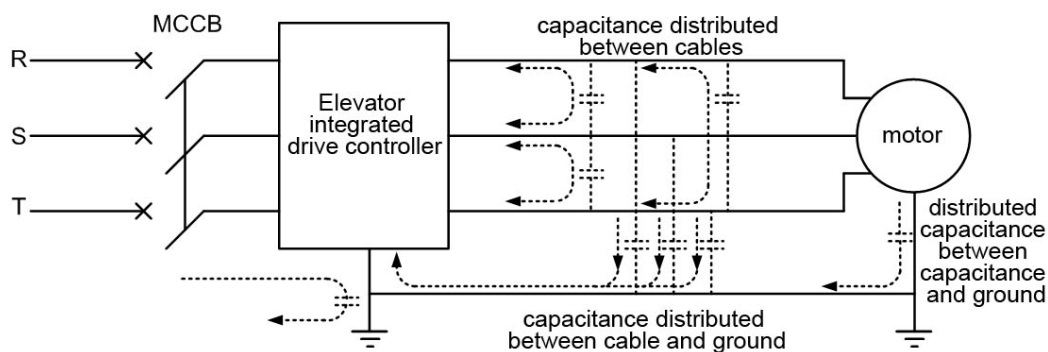 MCCB
R
S
T
Elevator
integrated
drive controller
capacitance distributed
between cables
motor
distributed
capacitance
between
capacitance
and ground
capacitance distributed
between cable and ground